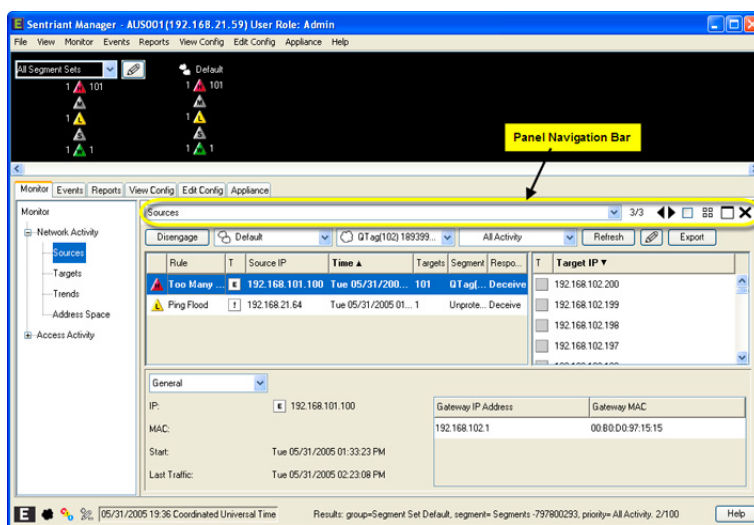 Sentriant Manager - AUS001(192.168.21.59) User Role: Admin
File View Monitor Events Reports View Config Edit Config Appliance Help
All Segment Sets
Default
1 101
1 101
1
1
1 1
1 1
Panel Navigation Bar
Monitor Events Reports View Config Edit Config Appliance
Monitor
Network Activity
Sources
Targets
Trends
Address Space
Access Activity
Sources
3/3
Disengage Default QTag(102) 189399... All Activity Refresh Export
Rule T Source IP Time Targets Segment Respo...
Too Many ... E 192.168.101.100 Tue 05/31/200... 101 QTag(... Deceive
Ping Flood ! 192.168.21.64 Tue 05/31/2005 01... 1 Unprote... Deceive
T Target IP
192.168.102.200
192.168.102.199
192.168.102.198
192.168.102.197
General
IP: E 192.168.101.100
MAC:
Start: Tue 05/31/2005 01:33:23 PM
Last Traffic: Tue 05/31/2005 02:23:08 PM
Gateway IP Address Gateway MAC
192.168.102.1 00:B0:D0:97:15:15
E 05/31/2005 19:36 Coordinated Universal Time Results: group=Segment Set Default, segment= Segments -797800293, priority= All Activity. 2/100 Help